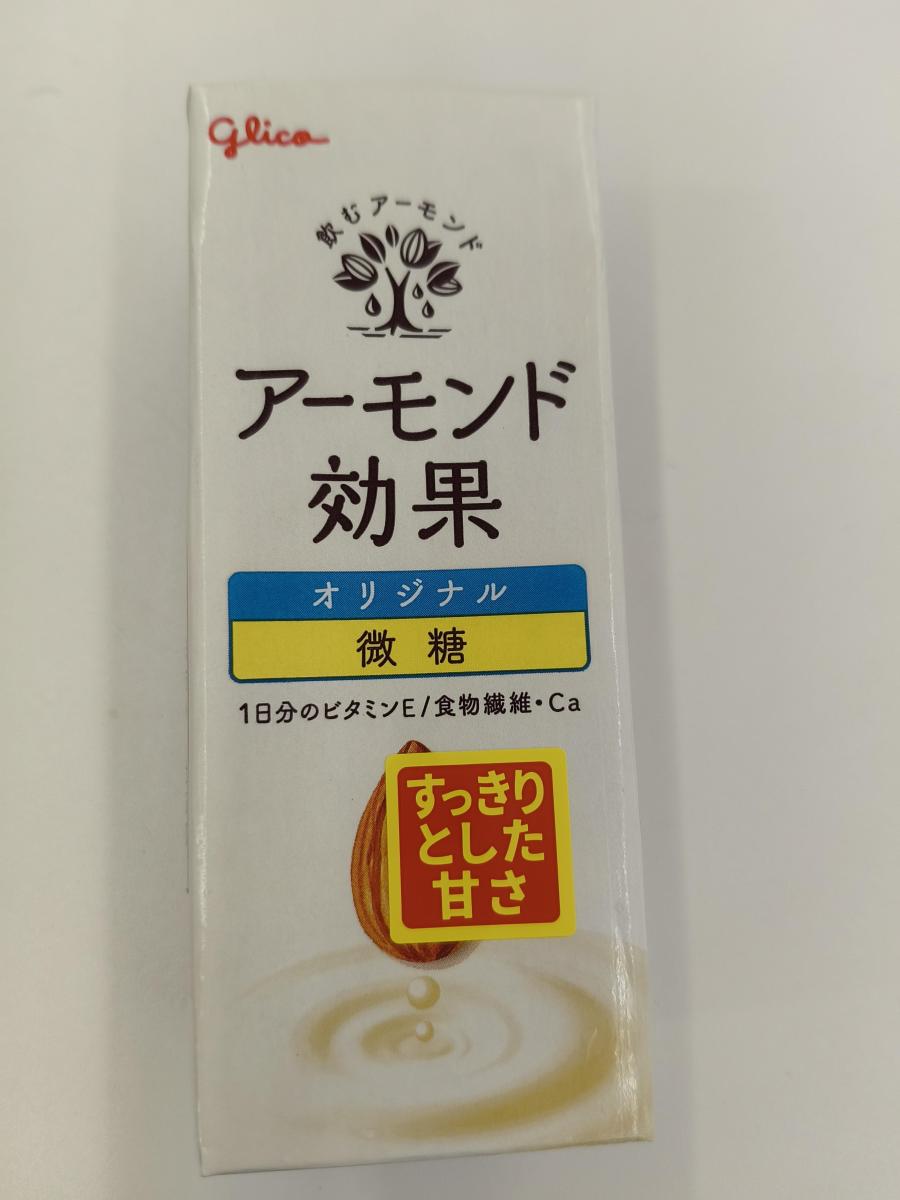 glico
飲むアーモンド
アーモンド
効果
オリジナル
微糖
1日分のビタミンE/食物繊維・Ca
すっきり
とした
甘さ